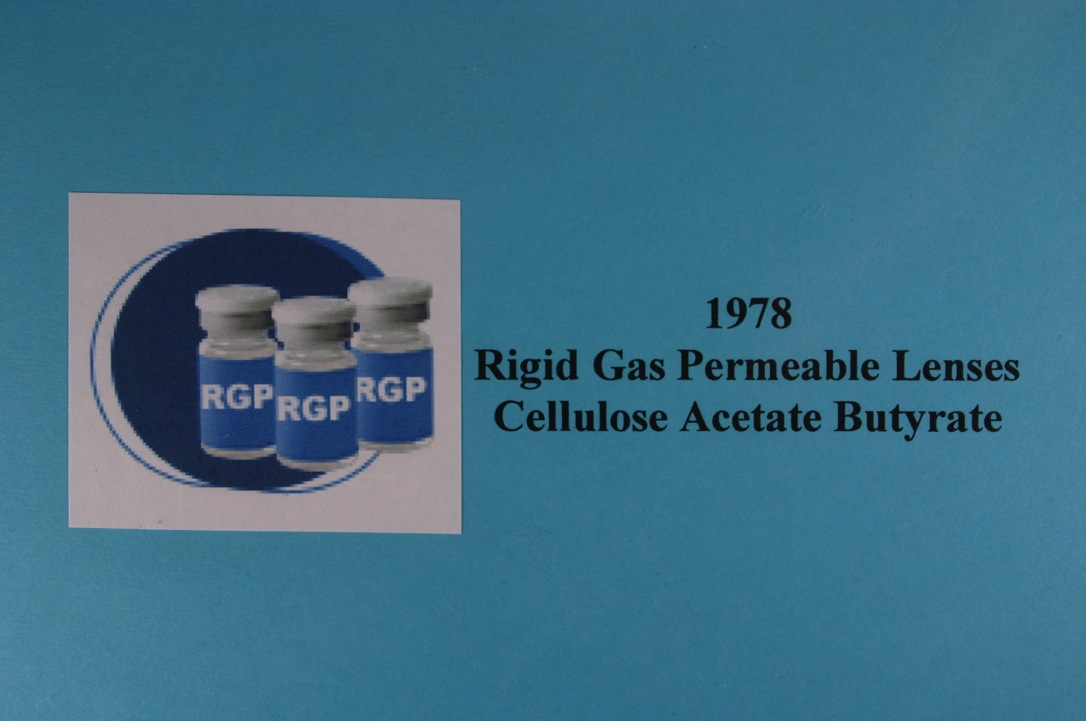 RGP RGP RGP
1978
Rigid Gas Permeable Lenses
Cellulose Acetate Butyrate